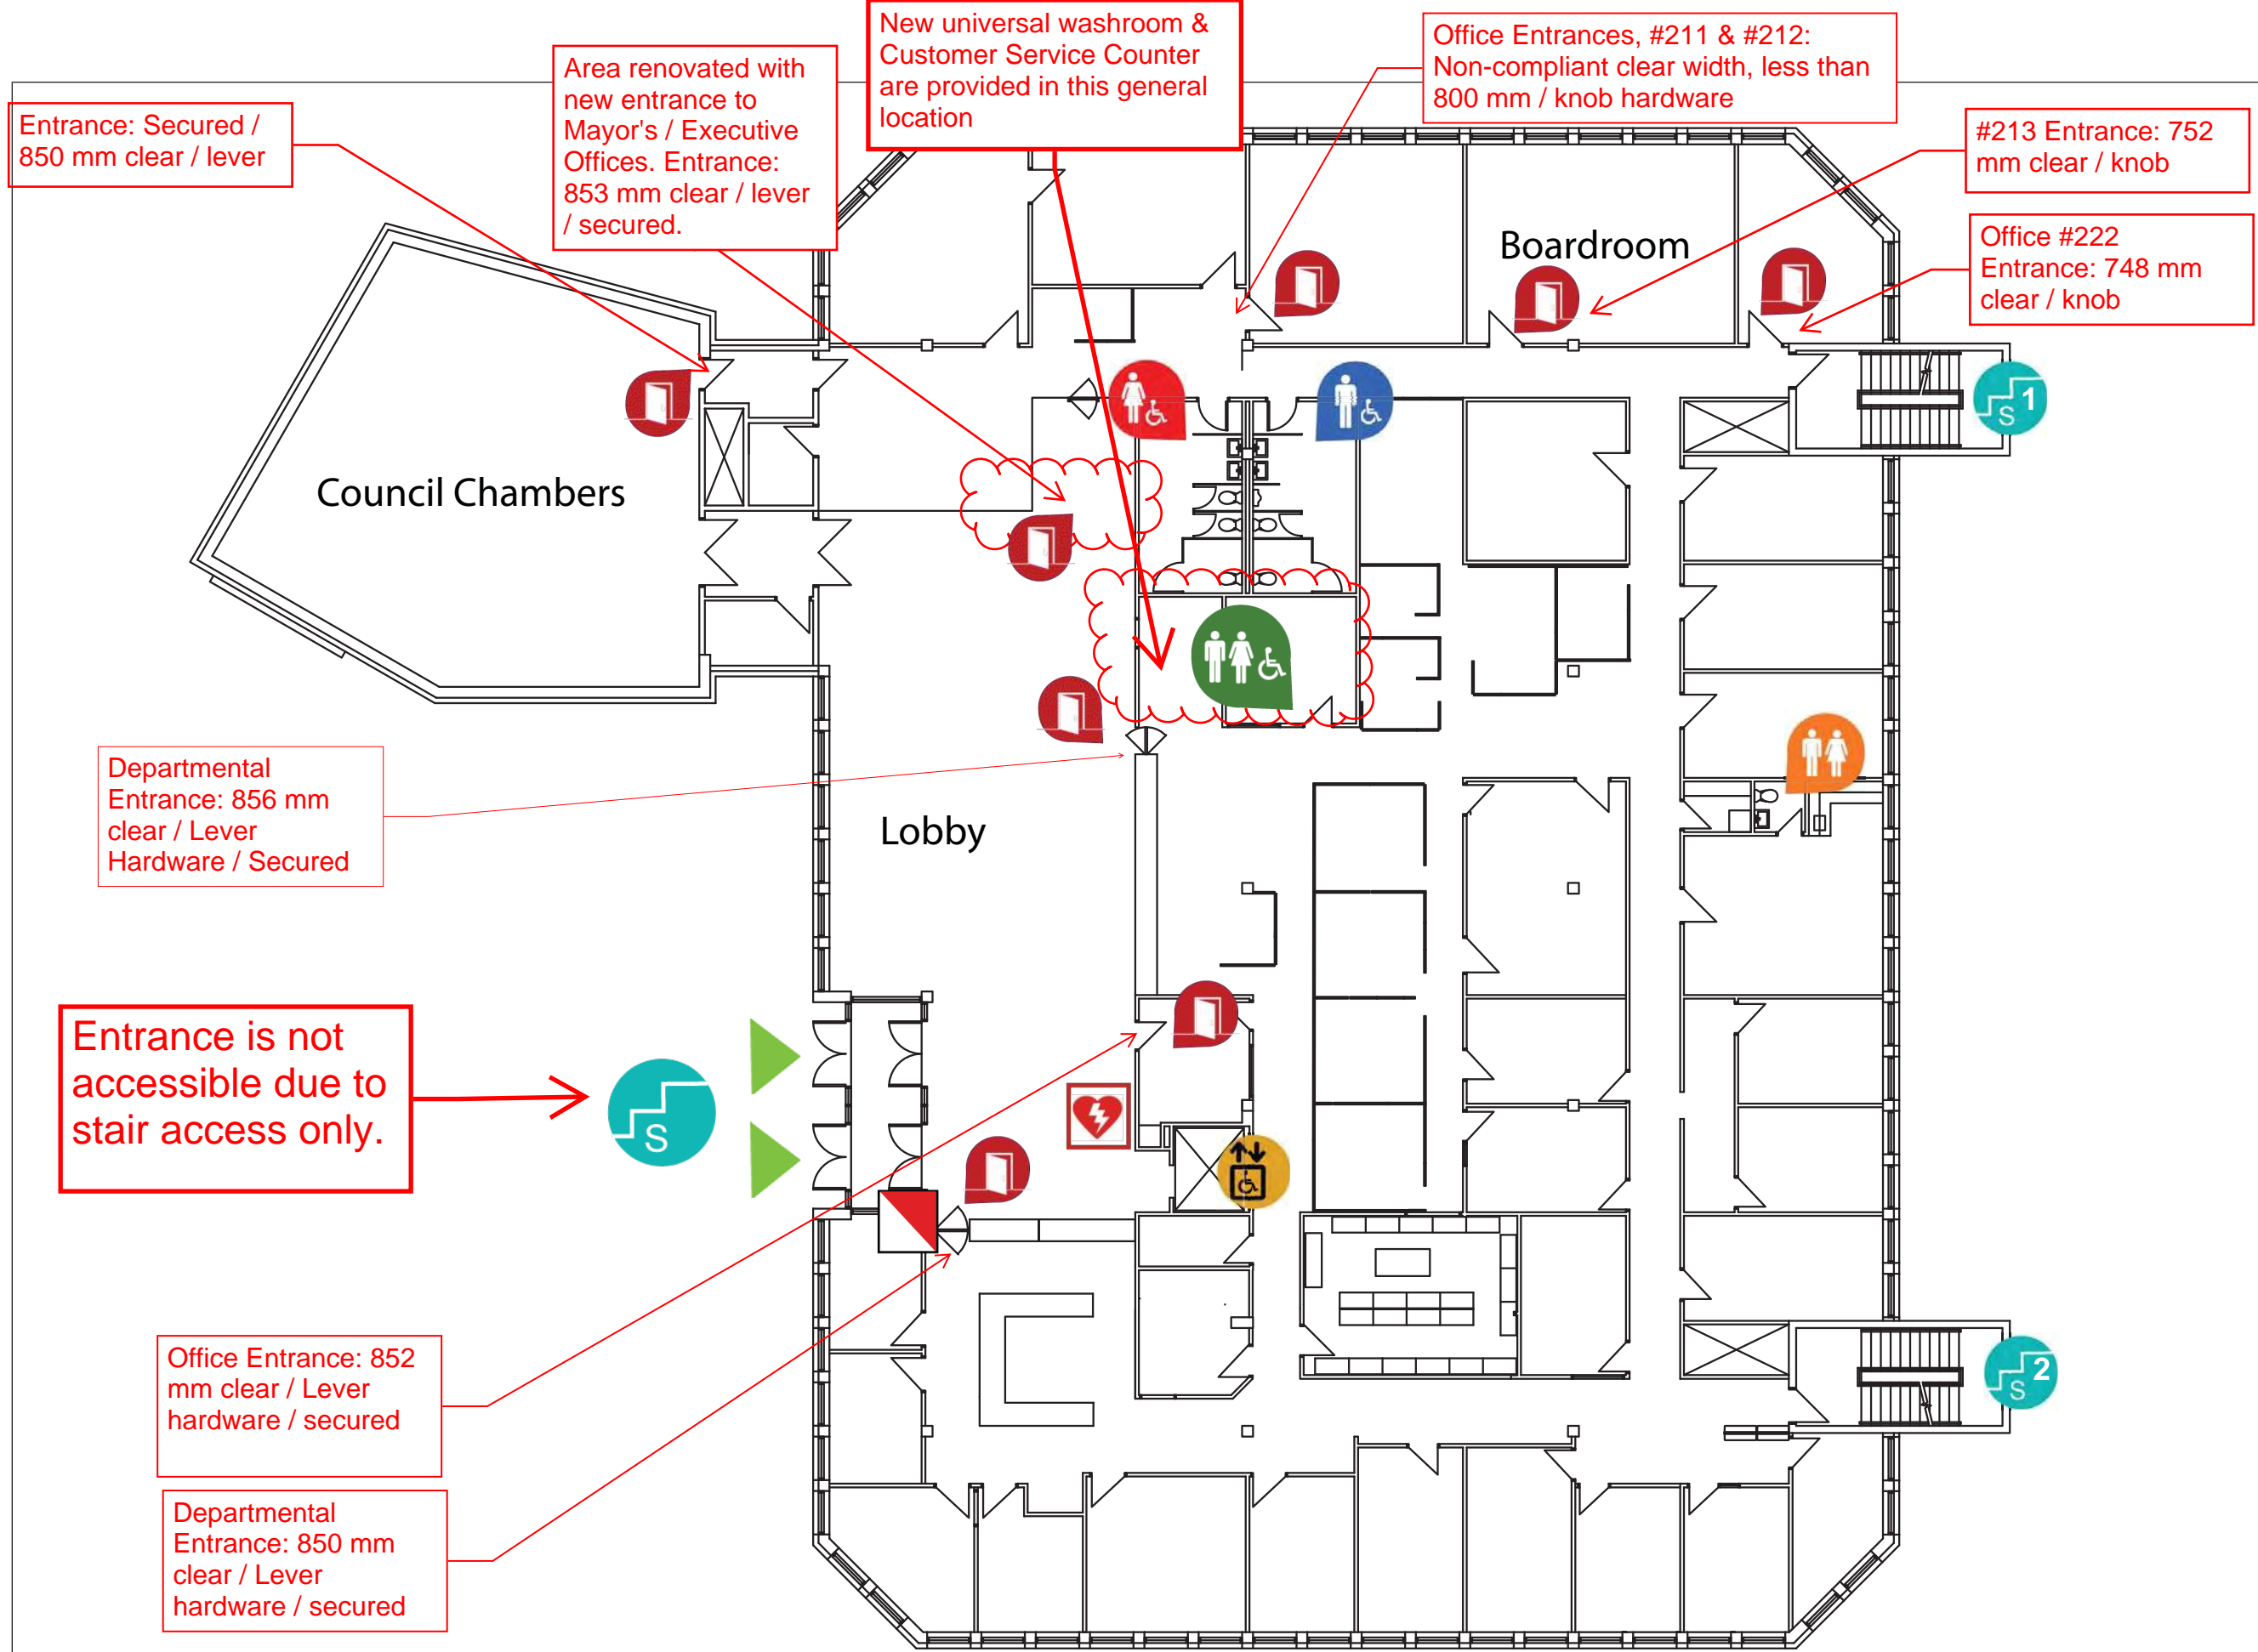 New universal washroom &
Customer Service Counter
are provided in this general
location
Office Entrances, #211 & #212:
Non-compliant clear width, less than
800 mm / knob hardware
Area renovated with
new entrance to
Mayor's / Executive
Offices. Entrance:
853 mm clear / lever
/ secured.
Entrance: Secured /
850 mm clear / lever
#213 Entrance: 752
mm clear / knob
Office #222
Entrance: 748 mm
clear / knob
Boardroom
S 1
Council Chambers
Departmental
Entrance: 856 mm
clear / Lever
Hardware / Secured
Lobby
Entrance is not
accessible due to
stair access only.
S
Office Entrance: 852
mm clear / Lever
hardware / secured
S 2
Departmental
Entrance: 850 mm
clear / Lever
hardware / secured